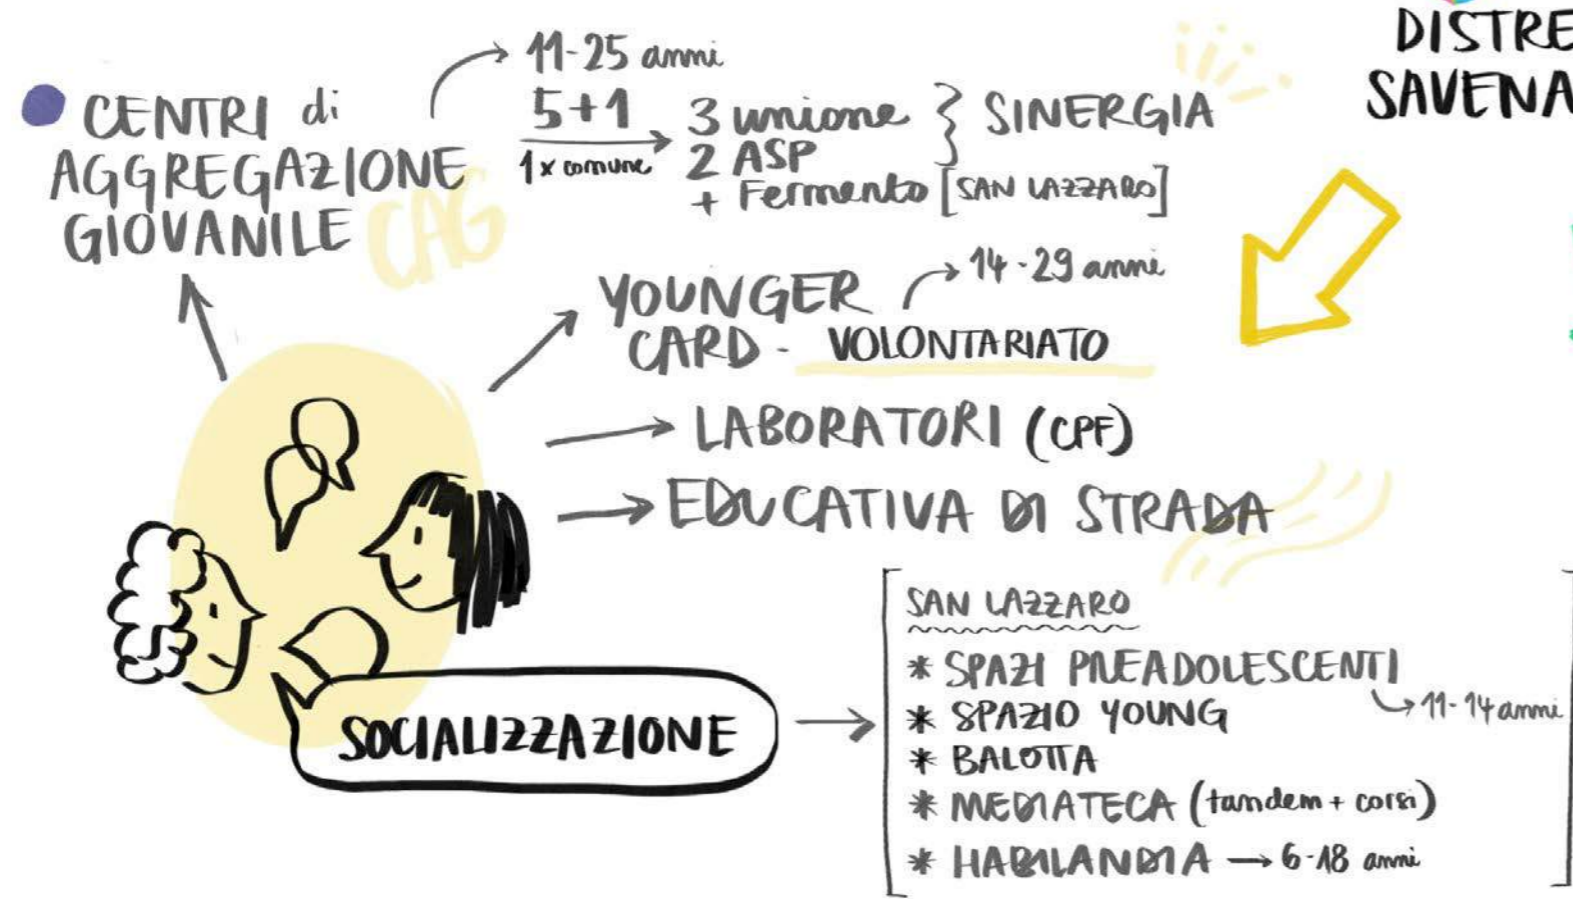 DISTRE
SAVENA
CENTRI di
AGGREGAZIONE
GIOVANILE
CAG
11-25 anni
5+1
1 x comune
3 unione
2 ASP
+ Fermento [SAN LAZZARO]
} SINERGIA
YOUNGER
CARD - VOLONTARIATO
14-29 anni
LABORATORI (CPF)
EDUCATIVA DI STRADA
SOCIALIZZAZIONE
SAN LAZZARO
* SPAZI PREADOLESCENTI
11-14 anni
* SPAZIO YOUNG
* BALOTTA
* MEDIATECA (tandem + corsi)
* HABILANDIA → 6-18 anni